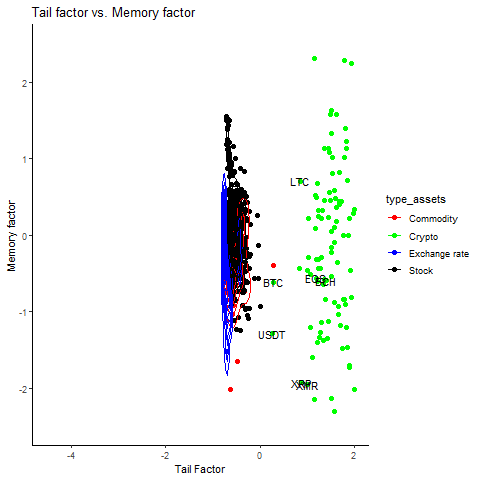 Tail factor vs. Memory factor
2
1
0
-1
-2
Memory factor
-4
-2
0
2
Tail Factor
LTC
BTC
BCH
USDT
XRP
XMR
type_assets
Commodity
Crypto
Exchange rate
Stock